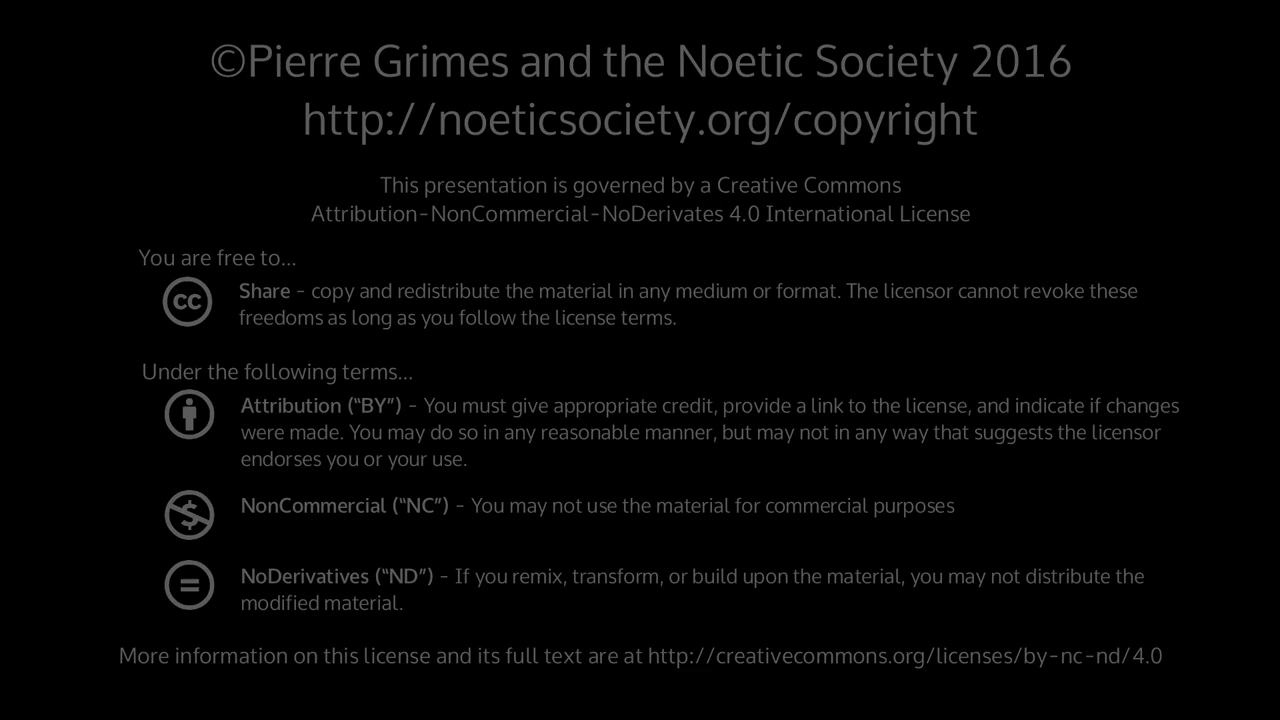 ©Pierre Grimes and the Noetic Society 2016
http://noeticsociety.org/copyright
This presentation is governed by a Creative Commons
Attribution-NonCommercial-NoDerivates 4.0 International License
You are free to...
cc
Share - copy and redistribute the material in any medium or format. The licensor cannot revoke these
freedoms as long as you follow the license terms.
Under the following terms...
Attribution (“BY”) - You must give appropriate credit, provide a link to the license, and indicate if changes
were made. You may do so in any reasonable manner, but may not in any way that suggests the licensor
endorses you or your use.
NonCommercial (“NC”) - You may not use the material for commercial purposes
NoDerivatives (“ND”) - If you remix, transform, or build upon the material, you may not distribute the
modified material.
More information on this license and its full text are at http://creativecommons.org/licenses/by-nc-nd/4.0